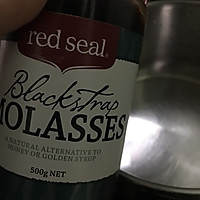 red seal®
Blackstrap
MOLASSES
A NATURAL ALTERNATIVE TO
HONEY OR GOLDEN SYRUP
500g NET